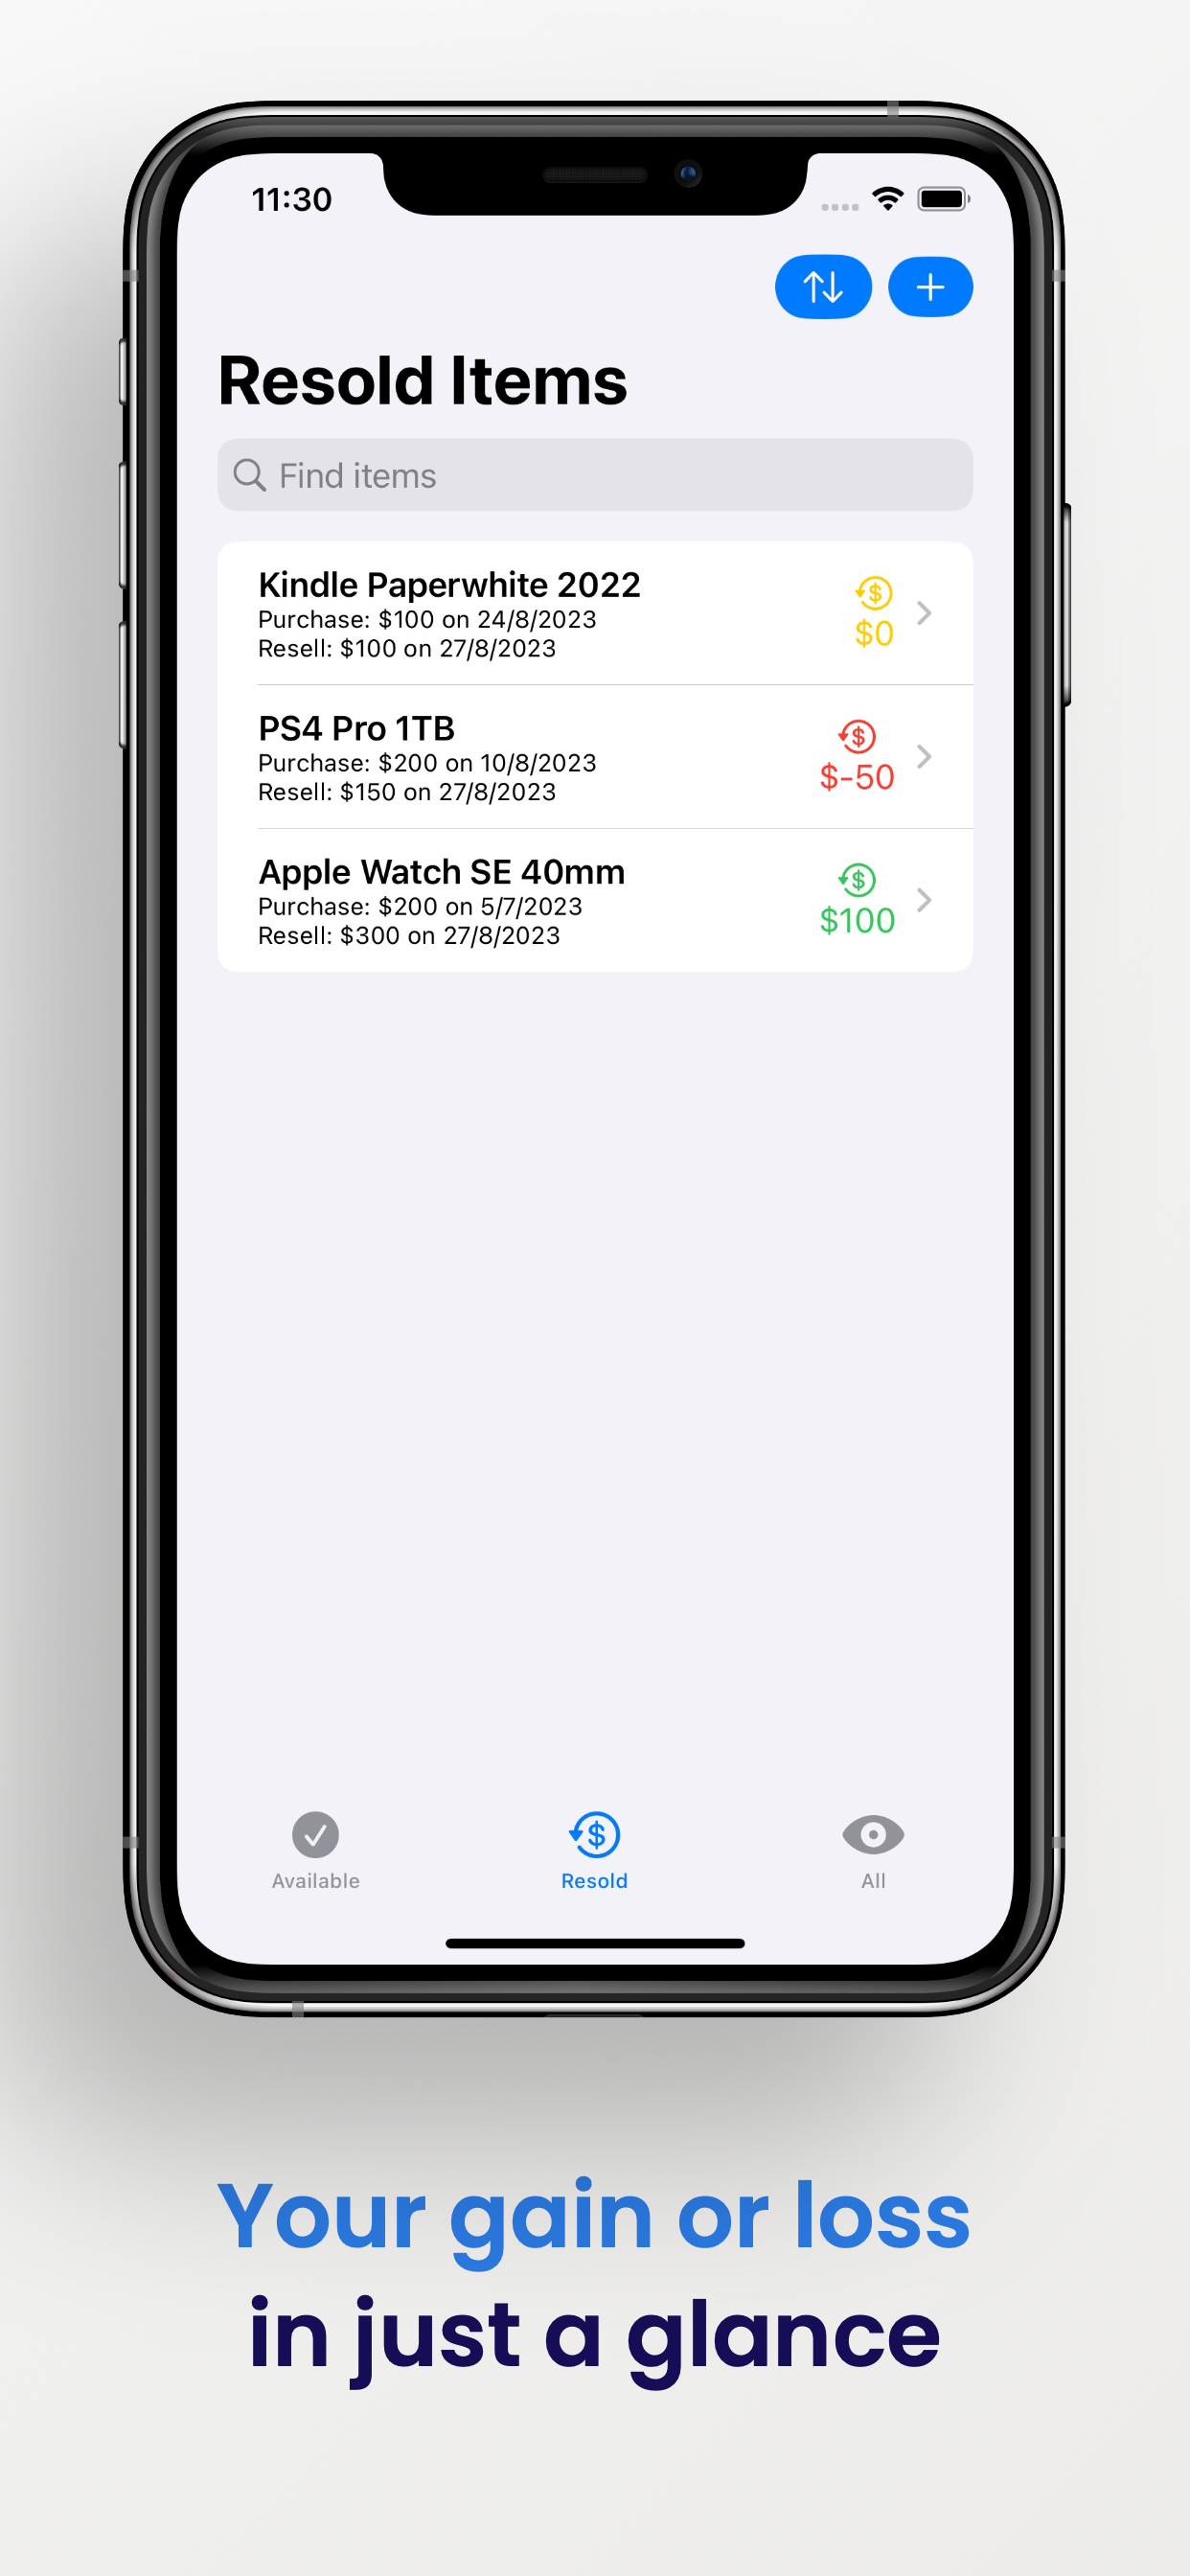 11:30
Resold Items
Find items
Kindle Paperwhite 2022
Purchase: $100 on 24/8/2023
Resell: $100 on 27/8/2023
$0
PS4 Pro 1TB
Purchase: $200 on 10/8/2023
Resell: $150 on 27/8/2023
$-50
Apple Watch SE 40mm
Purchase: $200 on 5/7/2023
Resell: $300 on 27/8/2023
$100
Available
Resold
All
Your gain or loss
in just a glance